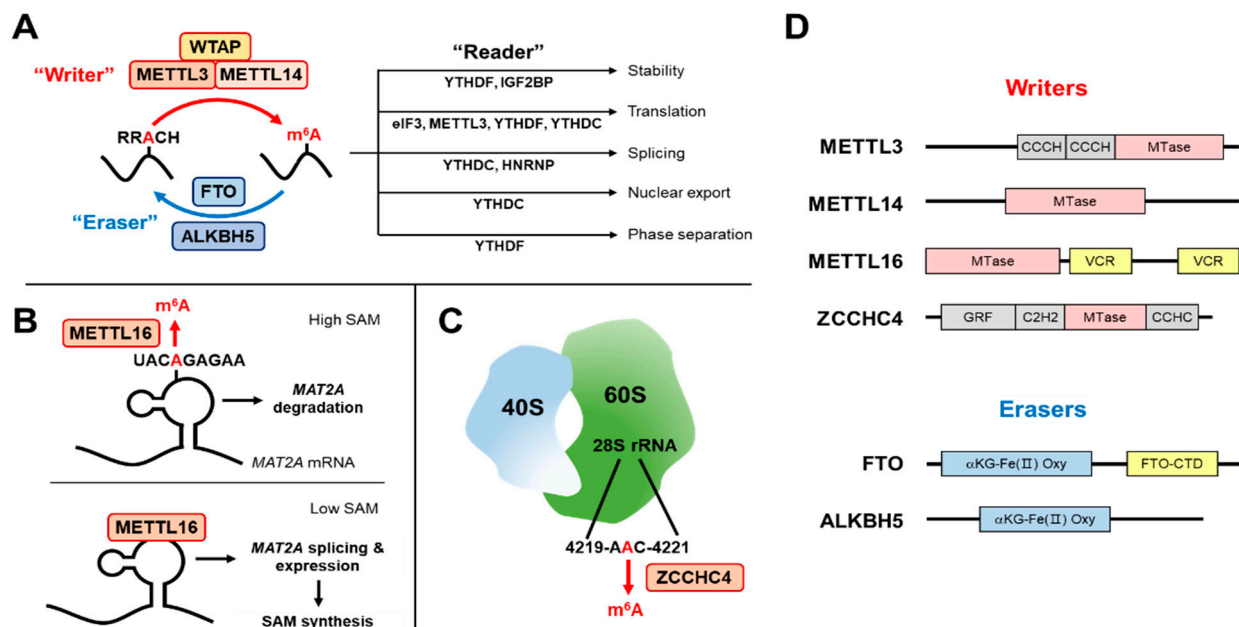 A
WTAP
"Writer"
METTL3
METTL14
RRACH
m⁶A
FTO
"Eraser"
ALKBH5
"Reader"
YTHDF, IGF2BP
Stability
eIF3, METTL3, YTHDF, YTHDC
Translation
YTHDC, HNRNP
Splicing
YTHDC
Nuclear export
YTHDF
Phase separation
B
m⁶A
High SAM
METTL16
UACAGAGAA
MAT2A
degradation
MAT2A mRNA
Low SAM
METTL16
MAT2A splicing &
expression
SAM synthesis
C
40S
60S
28S rRNA
4219-AAC-4221
ZCCHC4
m⁶A
D
Writers
METTL3
CCCH
CCCH
MTase
METTL14
MTase
METTL16
MTase
VCR
VCR
ZCCHC4
GRF
C2H2
MTase
CCHC
Erasers
FTO
αKG-Fe(Ⅱ) Oxy
FTO-CTD
ALKBH5
αKG-Fe(Ⅱ) Oxy